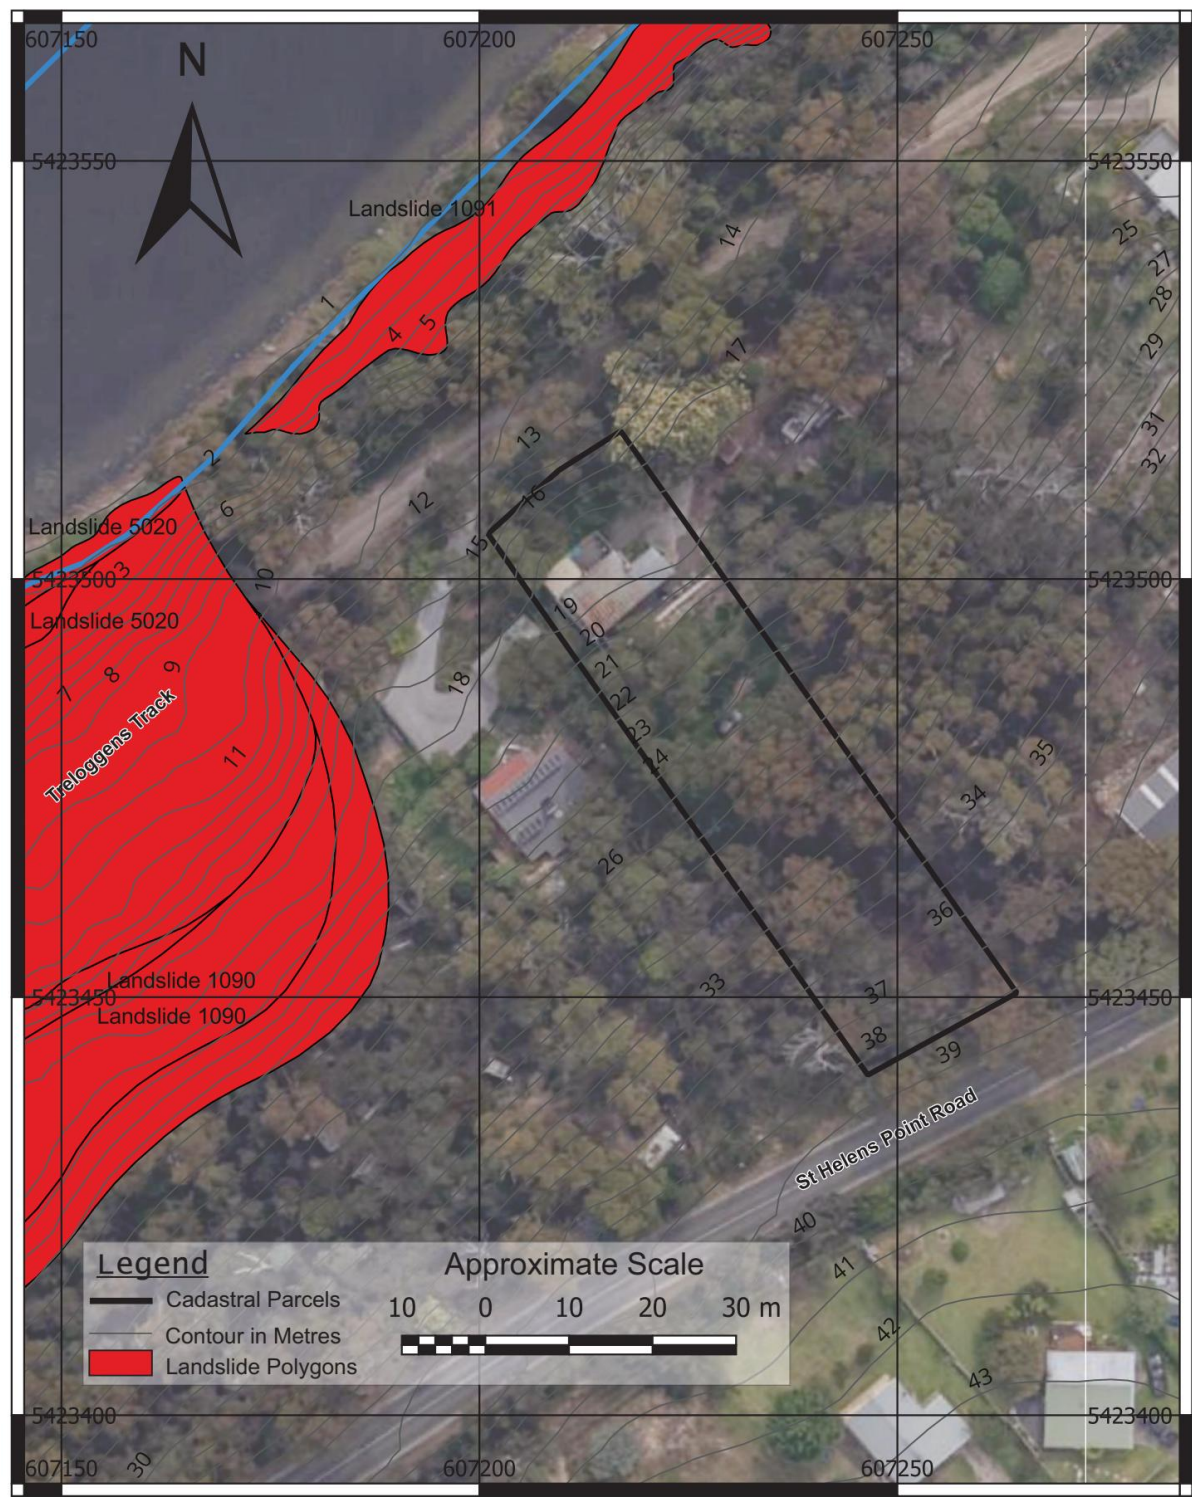 607150 607200 607250
N
5423550 5423550
Landslide 1091
14
25
27
28
1
4 5
17
29
31
32
13
2
16
12
6
Landslide 5020
15
3
5423500 5423500
10
19
Landslide 5020
20
21
9
8
7
18
22
23
Treloggens Track
24
11
35
34
26
36
Landslide 1090
33
37
5423450 5423450
Landslide 1090
38
39
St Helens Point Road
40
41
42
43
Legend
Cadastral Parcels
Contour in Metres
Landslide Polygons
Approximate Scale
10 0 10 20 30 m
5423400 5423400
30
607150 607200 607250